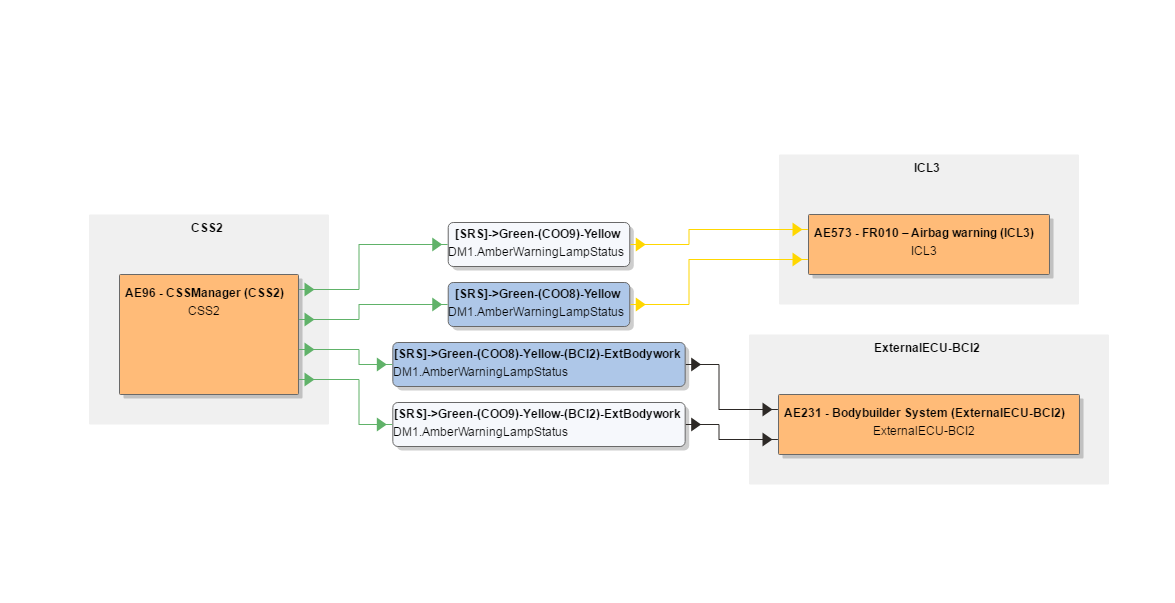 CSS2
AE96 - CSSManager (CSS2)
CSS2
[SRS]->Green-(COO9)-Yellow
DM1.AmberWarningLampStatus
[SRS]->Green-(COO8)-Yellow
DM1.AmberWarningLampStatus
[SRS]->Green-(COO8)-Yellow-(BCI2)-ExtBodywork
DM1.AmberWarningLampStatus
[SRS]->Green-(COO9)-Yellow-(BCI2)-ExtBodywork
DM1.AmberWarningLampStatus
ICL3
AE573 - FR010 – Airbag warning (ICL3)
ICL3
ExternalECU-BCI2
AE231 - Bodybuilder System (ExternalECU-BCI2)
ExternalECU-BCI2